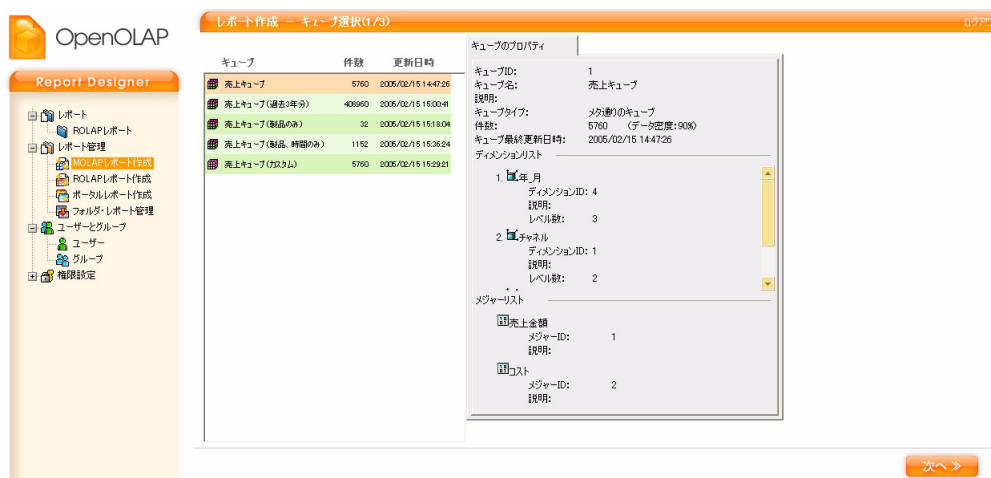 OpenOLAP
Report Designer
レポート
ROLAPレポート
レポート管理
MOLAPレポート作成
ROLAPレポート作成
ポータルレポート作成
フォルダ・レポート管理
ユーザーとグループ
ユーザー
グループ
権限設定
レポート作成 － キューブ選択(1/3)
ログアウ
キューブ 件数 更新日時
売上キューブ 5760 2005/02/15 14:47:26
売上キューブ(過去3年分) 408960 2005/02/15 15:00:41
売上キューブ(製品のみ) 32 2005/02/15 15:18:04
売上キューブ(製品、時間のみ) 1152 2005/02/15 15:36:24
売上キューブ(カスタム) 5760 2005/02/15 15:29:21
キューブのプロパティ
キューブID: 1
キューブ名: 売上キューブ
説明:
キューブタイプ: メタ通りのキューブ
件数: 5760 (データ密度:90%)
キューブ最終更新日時: 2005/02/15 14:47:26
ディメンションリスト
1. 年_月
ディメンションID: 4
説明:
レベル数: 3
2. チャネル
ディメンションID: 1
説明:
レベル数: 2
メジャーリスト
売上金額
メジャーID: 1
説明:
コスト
メジャーID: 2
説明:
次へ ≫